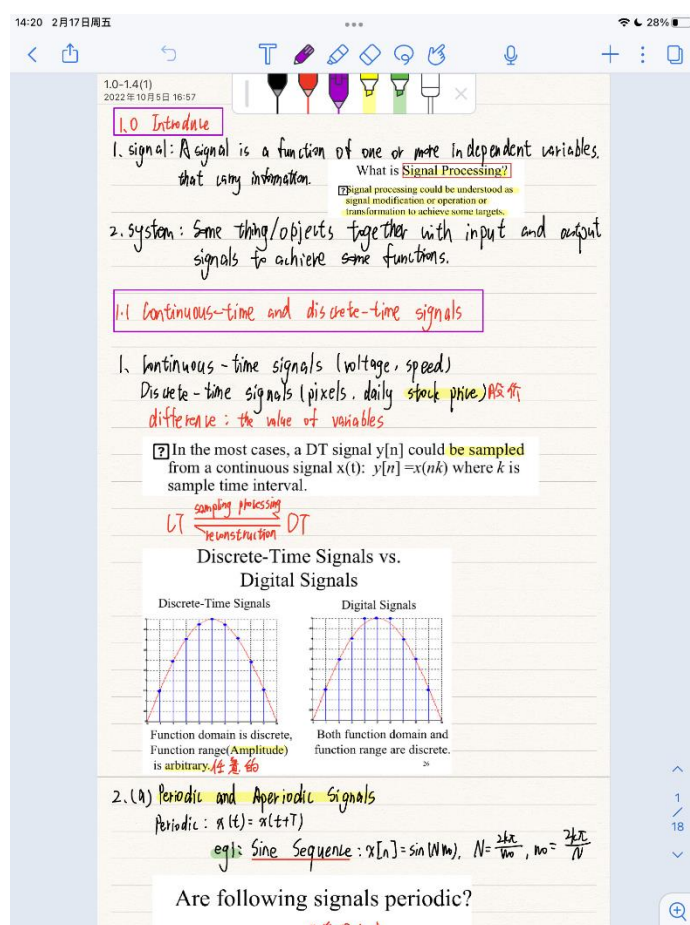 14:20 2月17日周五
28%
T
1.0-1.4(1)
2022年10月5日 16:57
1.0 Introduce
1. signal: A signal is a function of one or more independent variables.
that carry information.
What is Signal Processing?
Signal processing could be understood as
signal modification or operation or
transformation to achieve some targets.
2. system: Some thing/objects together with input and output
signals to achieve some functions.
1.1 Continuous-time and discrete-time signals
1. Continuous-time signals (voltage, speed)
Discrete-time signals (pixels, daily stock price) 股价
difference: the value of variables
? In the most cases, a DT signal y[n] could be sampled
from a continuous signal x(t): y[n] =x(nk) where k is
sample time interval.
sampling processing
CT DT
reconstruction
Discrete-Time Signals vs.
Digital Signals
Discrete-Time Signals
Digital Signals
Function domain is discrete,
Function range(Amplitude)
is arbitrary. 任意的
Both function domain and
function range are discrete.
26
2. (a) Periodic and Aperiodic Signals
Periodic: x(t)=x(t+T)
eg1: Sine Sequence: x[n]=sin(), N=2kπ/, =2kπ/N
Are following signals periodic?
1
/
18